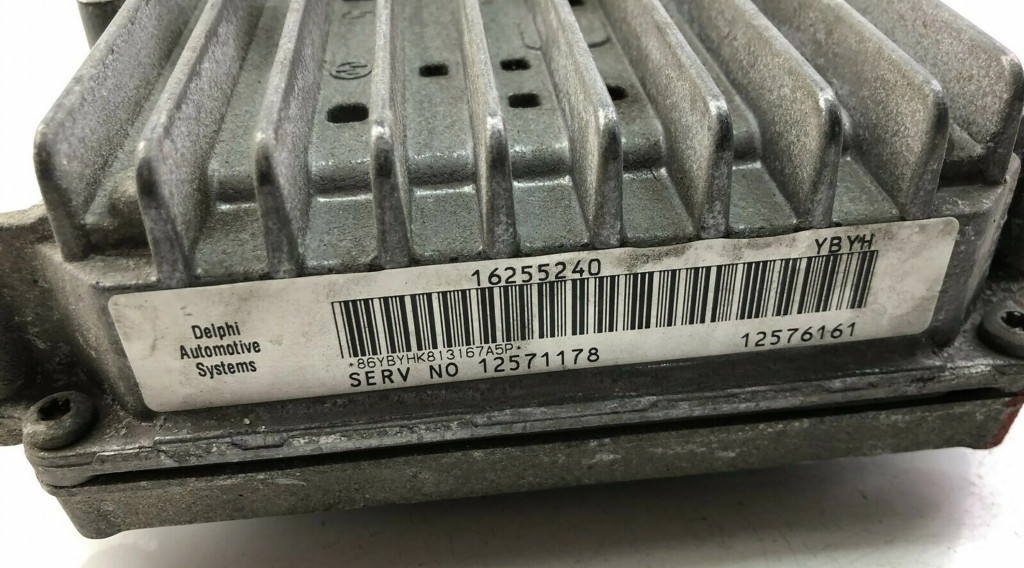 16255240
YBYH
Delphi
Automotive
Systems
*86YBYHK813167A5P*
SERV NO 12571178
12576161